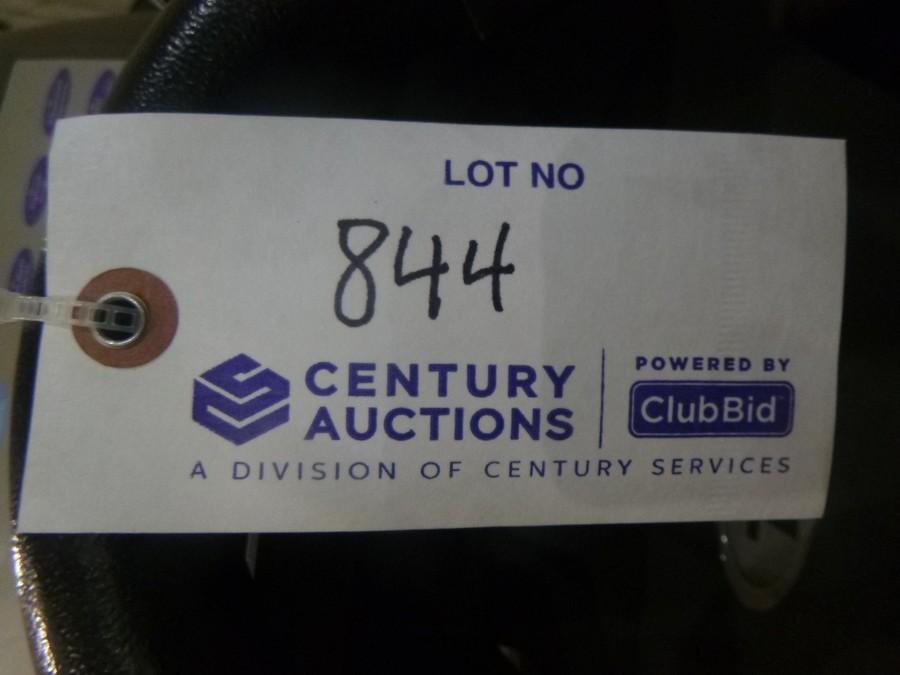 LOT NO
844
CENTURY
AUCTIONS
POWERED BY
ClubBid
A DIVISION OF CENTURY SERVICES